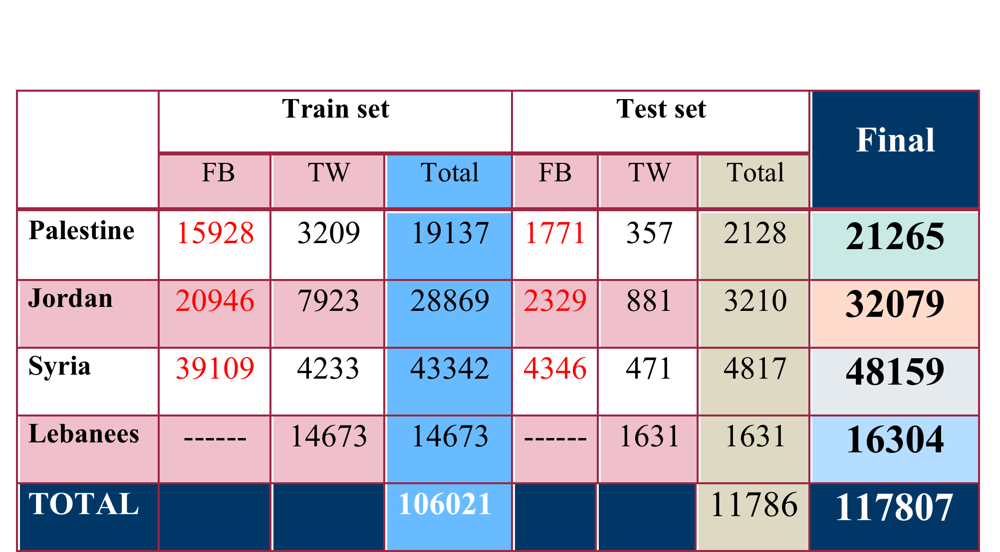 Train set Test set Final
FB TW Total FB TW Total
Palestine 15928 3209 19137 1771 357 2128 21265
Jordan 20946 7923 28869 2329 881 3210 32079
Syria 39109 4233 43342 4346 471 4817 48159
Lebanees ------ 14673 14673 ------ 1631 1631 16304
TOTAL 106021 11786 117807